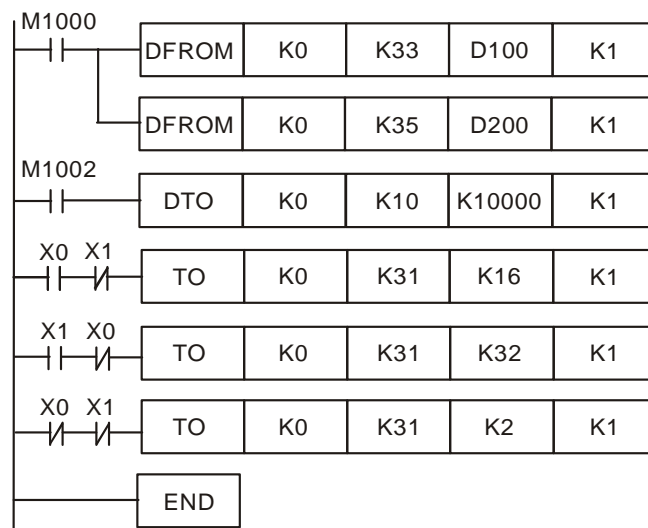 M1000
DFROM K0 K33 D100 K1
DFROM K0 K35 D200 K1
M1002
DTO K0 K10 K10000 K1
X0 X1
TO K0 K31 K16 K1
X1 X0
TO K0 K31 K32 K1
X0 X1
TO K0 K31 K2 K1
END